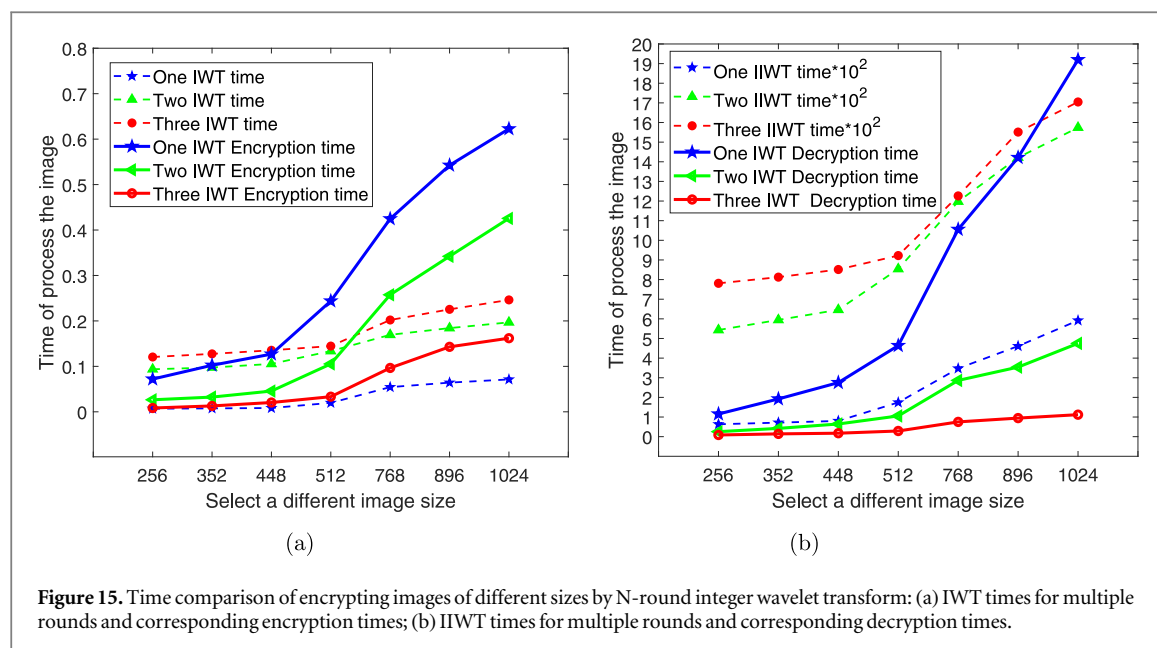 0.8
0.7
0.6
0.5
0.4
0.3
0.2
0.1
0
Time of process the image
One IWT time
Two IWT time
Three IWT time
One IWT Encryption time
Two IWT Encryption time
Three IWT Encryption time
256 352 448 512 768 896 1024
Select a different image size
(a)
20
19
18
17
16
15
14
13
12
11
10
9
8
7
6
5
4
3
2
1
0
Time of process the image
One IIWT time*10²
Two IIWT time*10²
Three IIWT time*10²
One IWT Decryption time
Two IWT Decryption time
Three IWT Decryption time
256 352 448 512 768 896 1024
Select a different image size
(b)
Figure 15. Time comparison of encrypting images of different sizes by N-round integer wavelet transform: (a) IWT times for multiple
rounds and corresponding encryption times; (b) IIWT times for multiple rounds and corresponding decryption times.